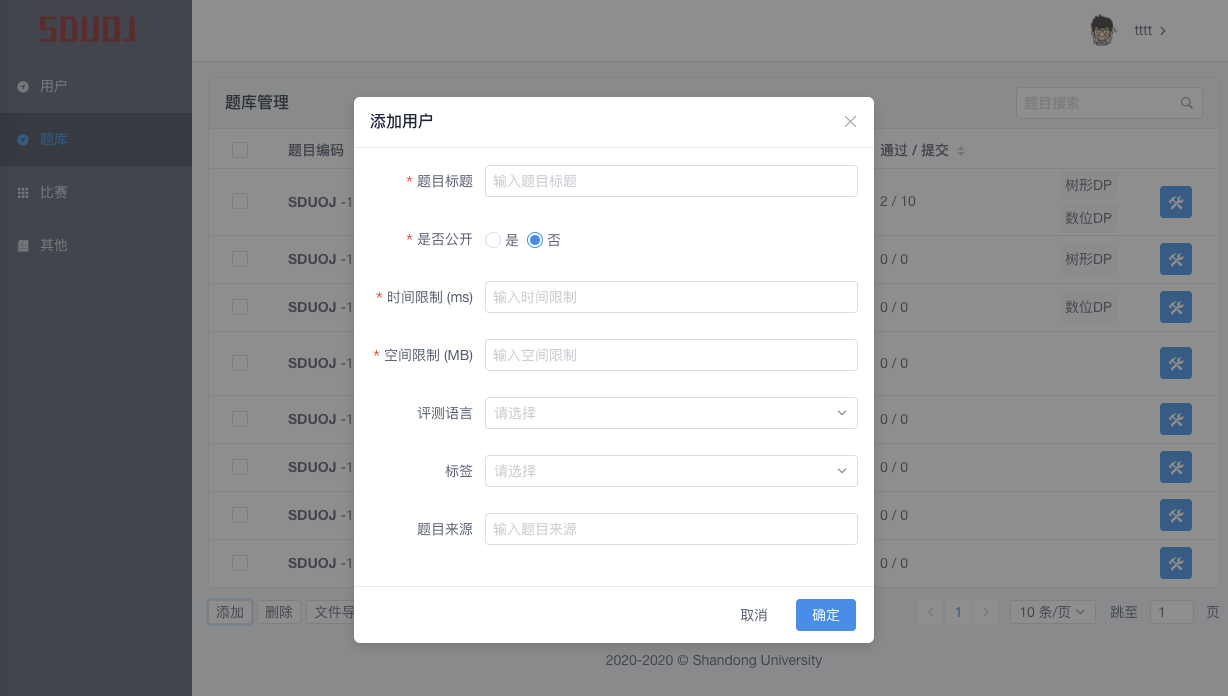 SDUOJ
tttt
用户
题库
比赛
其他
题库管理
题目搜索
题目编码
通过 / 提交
SDUOJ -1
2 / 10
树形DP
数位DP
SDUOJ -1
0 / 0
树形DP
SDUOJ -1
0 / 0
数位DP
SDUOJ -1
0 / 0
SDUOJ -1
0 / 0
SDUOJ -1
0 / 0
SDUOJ -1
0 / 0
SDUOJ -1
0 / 0
添加用户
* 题目标题
输入题目标题
* 是否公开
是
否
* 时间限制 (ms)
输入时间限制
* 空间限制 (MB)
输入空间限制
评测语言
请选择
标签
请选择
题目来源
输入题目来源
取消
确定
添加
删除
文件导
1
10 条/页
跳至
1
页
2020-2020 © Shandong University